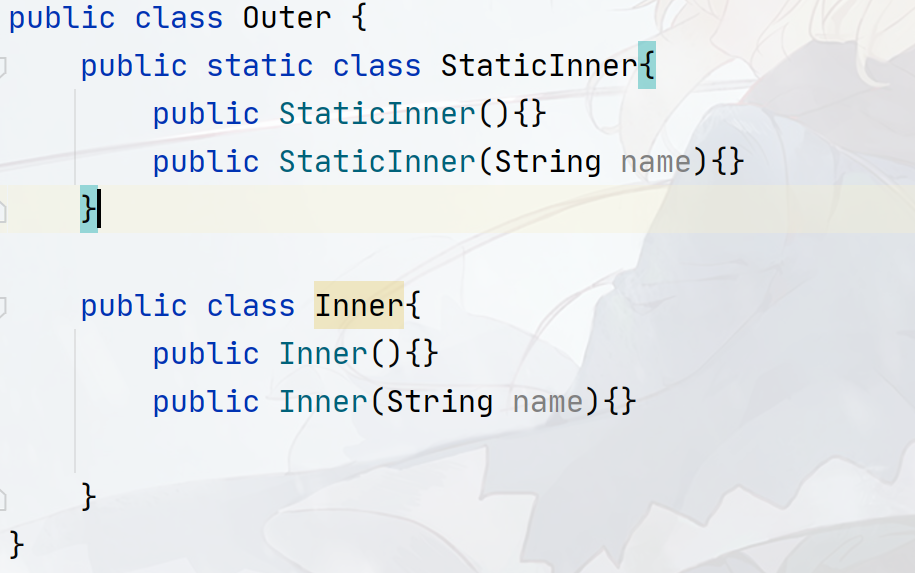 public class Outer {
    public static class StaticInner{
        public StaticInner(){}
        public StaticInner(String name){}
    }
    public class Inner{
        public Inner(){}
        public Inner(String name){}
    }
}